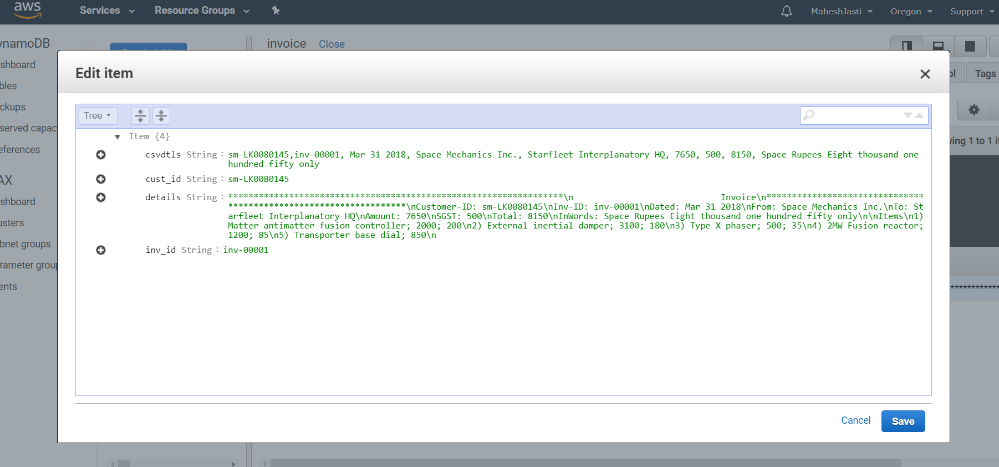 aws Services Resource Groups MaheshJasti Oregon Support
ynamoDB
shboard
bles
ckups
served capac
eferences
AX
shboard
usters
bnet groups
rameter group
ents
invoice Close
ol Tags
ving 1 to 1 it
Edit item
Tree
Item {4}
csvdtls String : sm-LK0080145,inv-00001, Mar 31 2018, Space Mechanics Inc., Starfleet Interplanatory HQ, 7650, 500, 8150, Space Rupees Eight thousand one
hundred fifty only
cust_id String : sm-LK0080145
details String : ******************************************************************\n Invoice\n*******************************
***********************************\nCustomer-ID: sm-LK0080145\nInv-ID: inv-00001\nDated: Mar 31 2018\nFrom: Space Mechanics Inc.\nTo: St
arfleet Interplanatory HQ\nAmount: 7650\nSGST: 500\nTotal: 8150\nInWords: Space Rupees Eight thousand one hundred fifty only\n\nItems\n1)
Matter antimatter fusion controller; 2000; 200\n2) External inertial damper; 3100; 180\n3) Type X phaser; 500; 35\n4) 2MW Fusion reactor;
1200; 85\n5) Transporter base dial; 850\n
inv_id String : inv-00001
************
Cancel Save